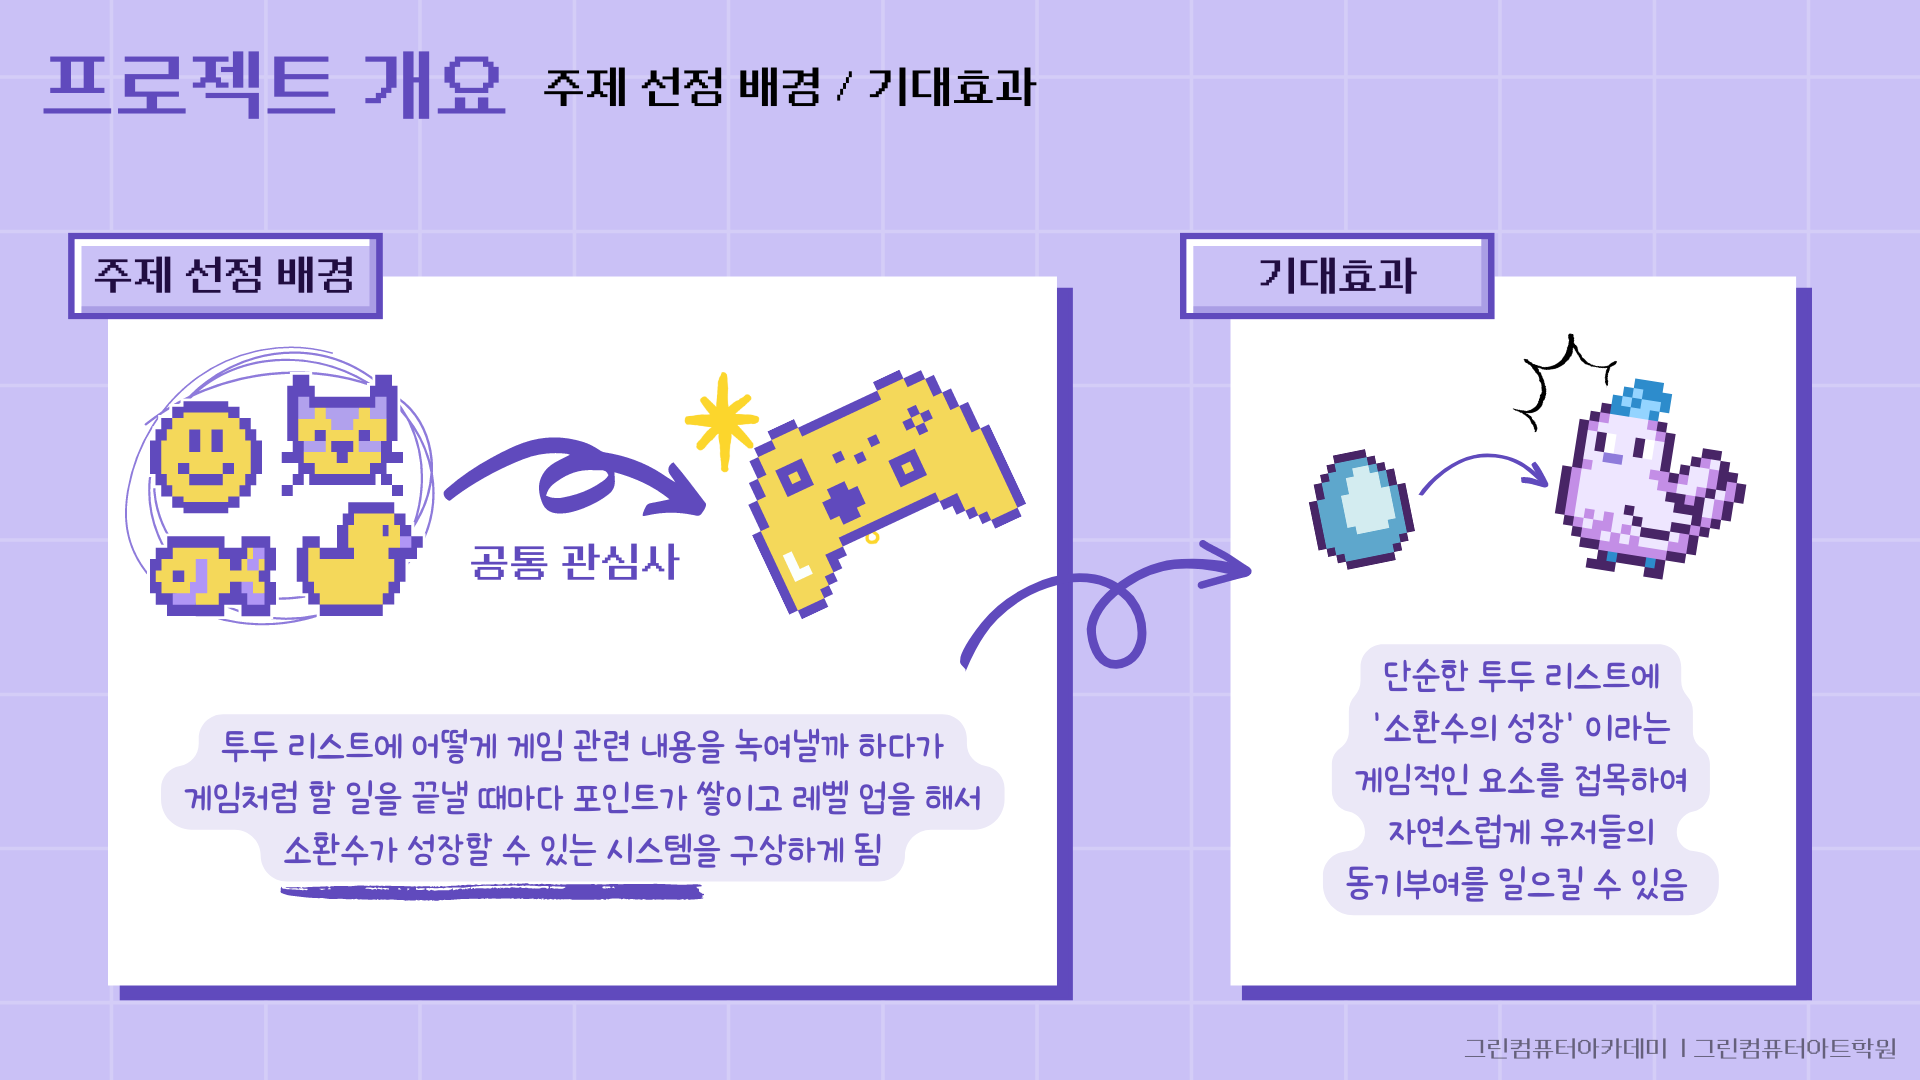 프로젝트 개요 주제 선정 배경 / 기대효과
주제 선정 배경
공통 관심사
투두 리스트에 어떻게 게임 관련 내용을 녹여낼까 하다가
게임처럼 할 일을 끝낼 때마다 포인트가 쌓이고 레벨 업을 해서
소환수가 성장할 수 있는 시스템을 구상하게 됨
기대효과
단순한 투두 리스트에
'소환수의 성장' 이라는
게임적인 요소를 접목하여
자연스럽게 유저들의
동기부여를 일으킬 수 있음
그린컴퓨터아카데미 | 그린컴퓨터아트학원